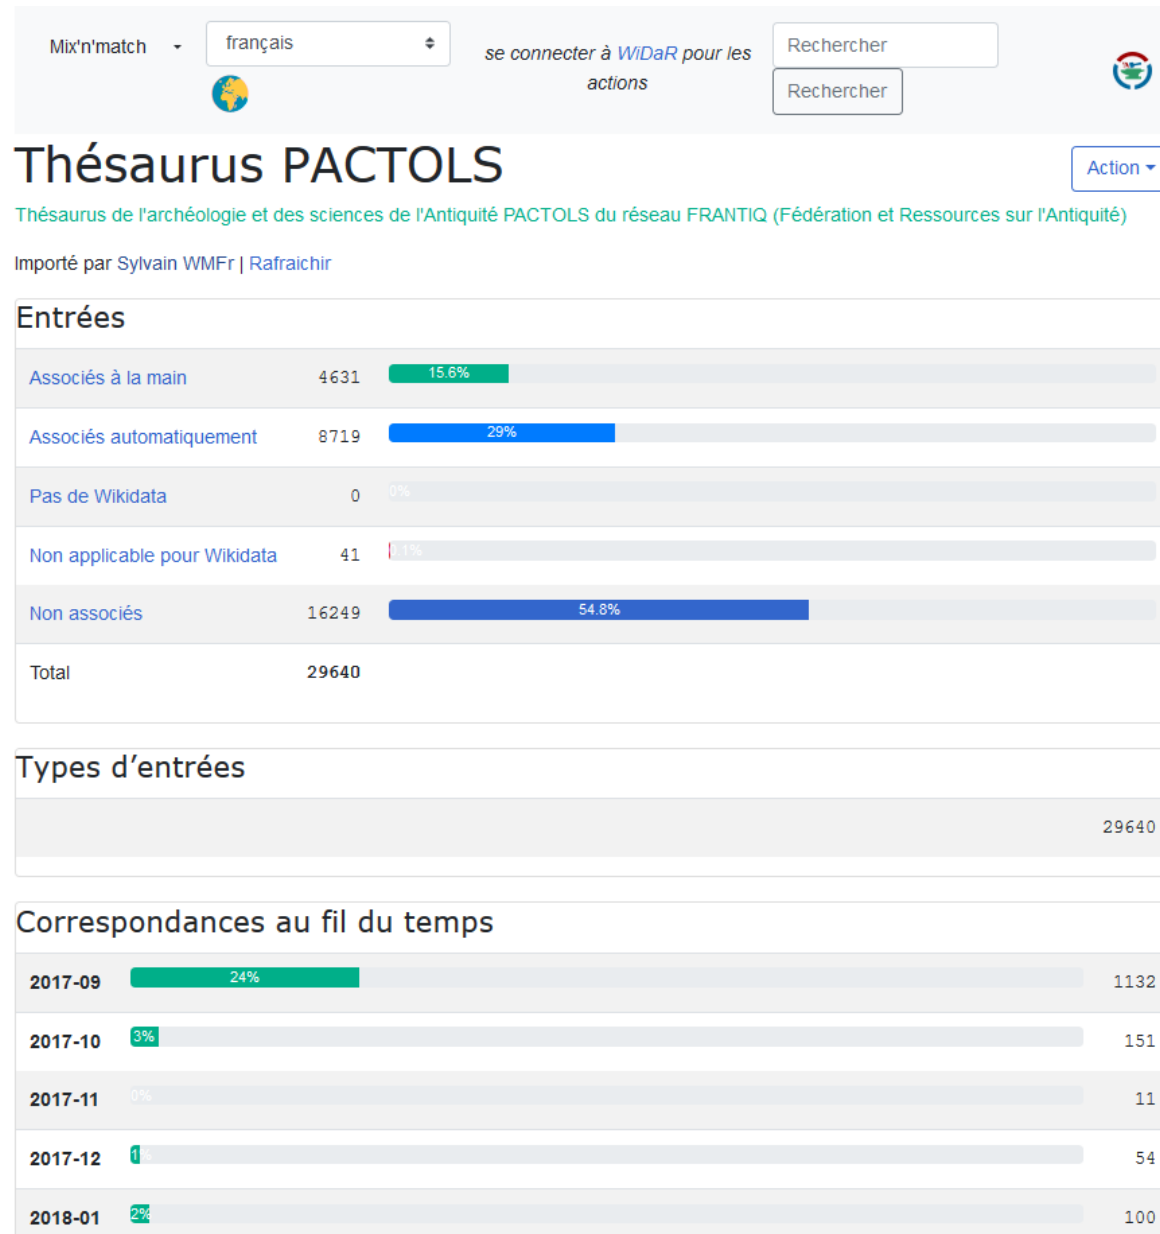 Mix'n'match
français
se connecter à WiDaR pour les
actions
Rechercher
Rechercher
Thésaurus PACTOLS
Action
Thésaurus de l'archéologie et des sciences de l'Antiquité PACTOLS du réseau FRANTIQ (Fédération et Ressources sur l'Antiquité)
Importé par Sylvain WMFr | Rafraichir
Entrées
Associés à la main 4631 15.6%
Associés automatiquement 8719 29%
Pas de Wikidata 0 0%
Non applicable pour Wikidata 41 0.1%
Non associés 16249 54.8%
Total 29640
Types d’entrées
29640
Correspondances au fil du temps
2017-09 24% 1132
2017-10 3% 151
2017-11 0% 11
2017-12 1% 54
2018-01 2% 100